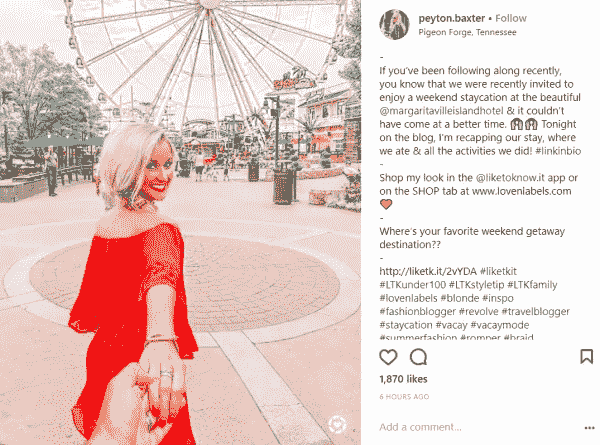 peyton.baxter • Follow
Pigeon Forge, Tennessee
-
If you've been following along recently,
you know that we were recently invited to
enjoy a weekend staycation at the beautiful
@margaritavilleislandhotel & it couldn't
have come at a better time. 🙌🙌 Tonight
on the blog, I'm recapping our stay, where
we ate & all the activities we did! #linkinbio
-
Shop my look in the @liketoknow.it app or
on the SHOP tab at www.lovenlabels.com
❤️
-
Where's your favorite weekend getaway
destination??
-
http://liketk.it/2vYDA #liketkit
#LTKunder100 #LTKstyletip #LTKfamily
#lovenlabels #blonde #inspo
#fashionblogger #revolve #travelblogger
#staycation #vacay #vacaymode
#summerfashion #romper #braid
1,870 likes
6 HOURS AGO
Add a comment...